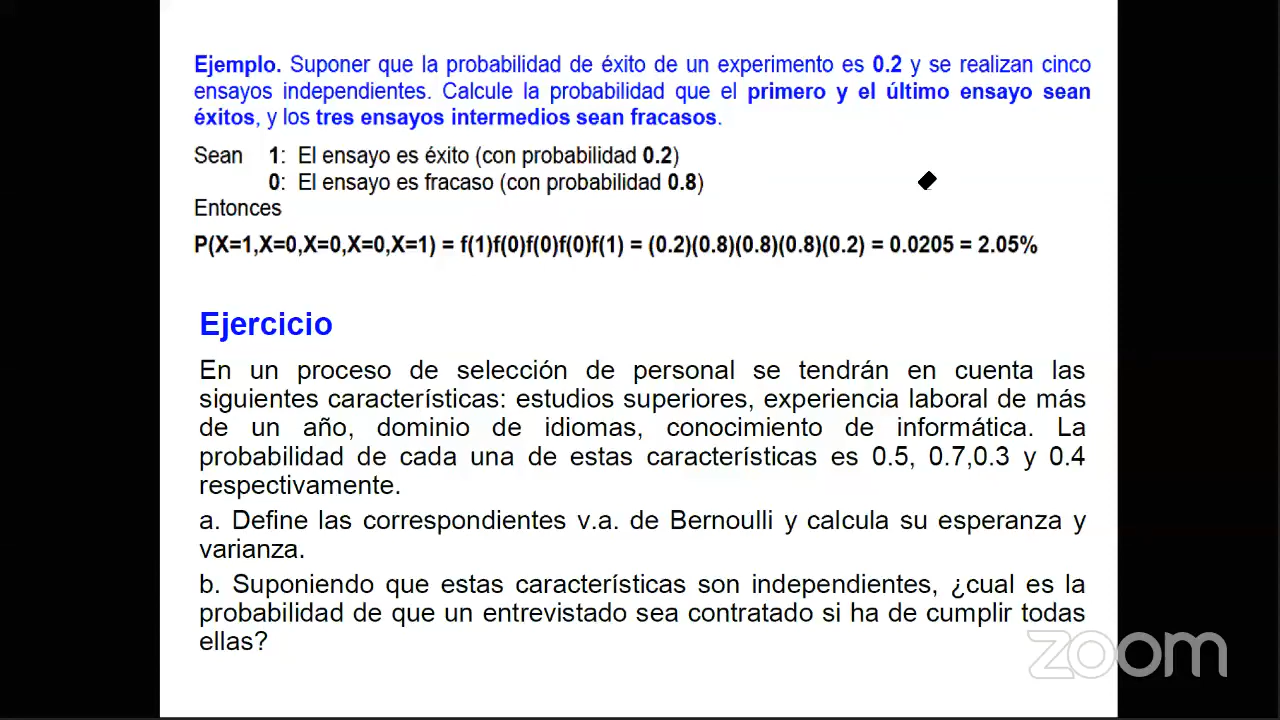 Ejemplo. Suponer que la probabilidad de éxito de un experimento es 0.2 y se realizan cinco
ensayos independientes. Calcule la probabilidad que el primero y el último ensayo sean
éxitos, y los tres ensayos intermedios sean fracasos.
Sean 1: El ensayo es éxito (con probabilidad 0.2)
0: El ensayo es fracaso (con probabilidad 0.8)
Entonces
P(X=1,X=0,X=0,X=0,X=1) = f(1)f(0)f(0)f(0)f(1) = (0.2)(0.8)(0.8)(0.8)(0.2) = 0.0205 = 2.05%
Ejercicio
En un proceso de selección de personal se tendrán en cuenta las
siguientes características: estudios superiores, experiencia laboral de más
de un año, dominio de idiomas, conocimiento de informática. La
probabilidad de cada una de estas características es 0.5, 0.7,0.3 y 0.4
respectivamente.
a. Define las correspondientes v.a. de Bernoulli y calcula su esperanza y
varianza.
b. Suponiendo que estas características son independientes, ¿cual es la
probabilidad de que un entrevistado sea contratado si ha de cumplir todas
ellas?
zoom